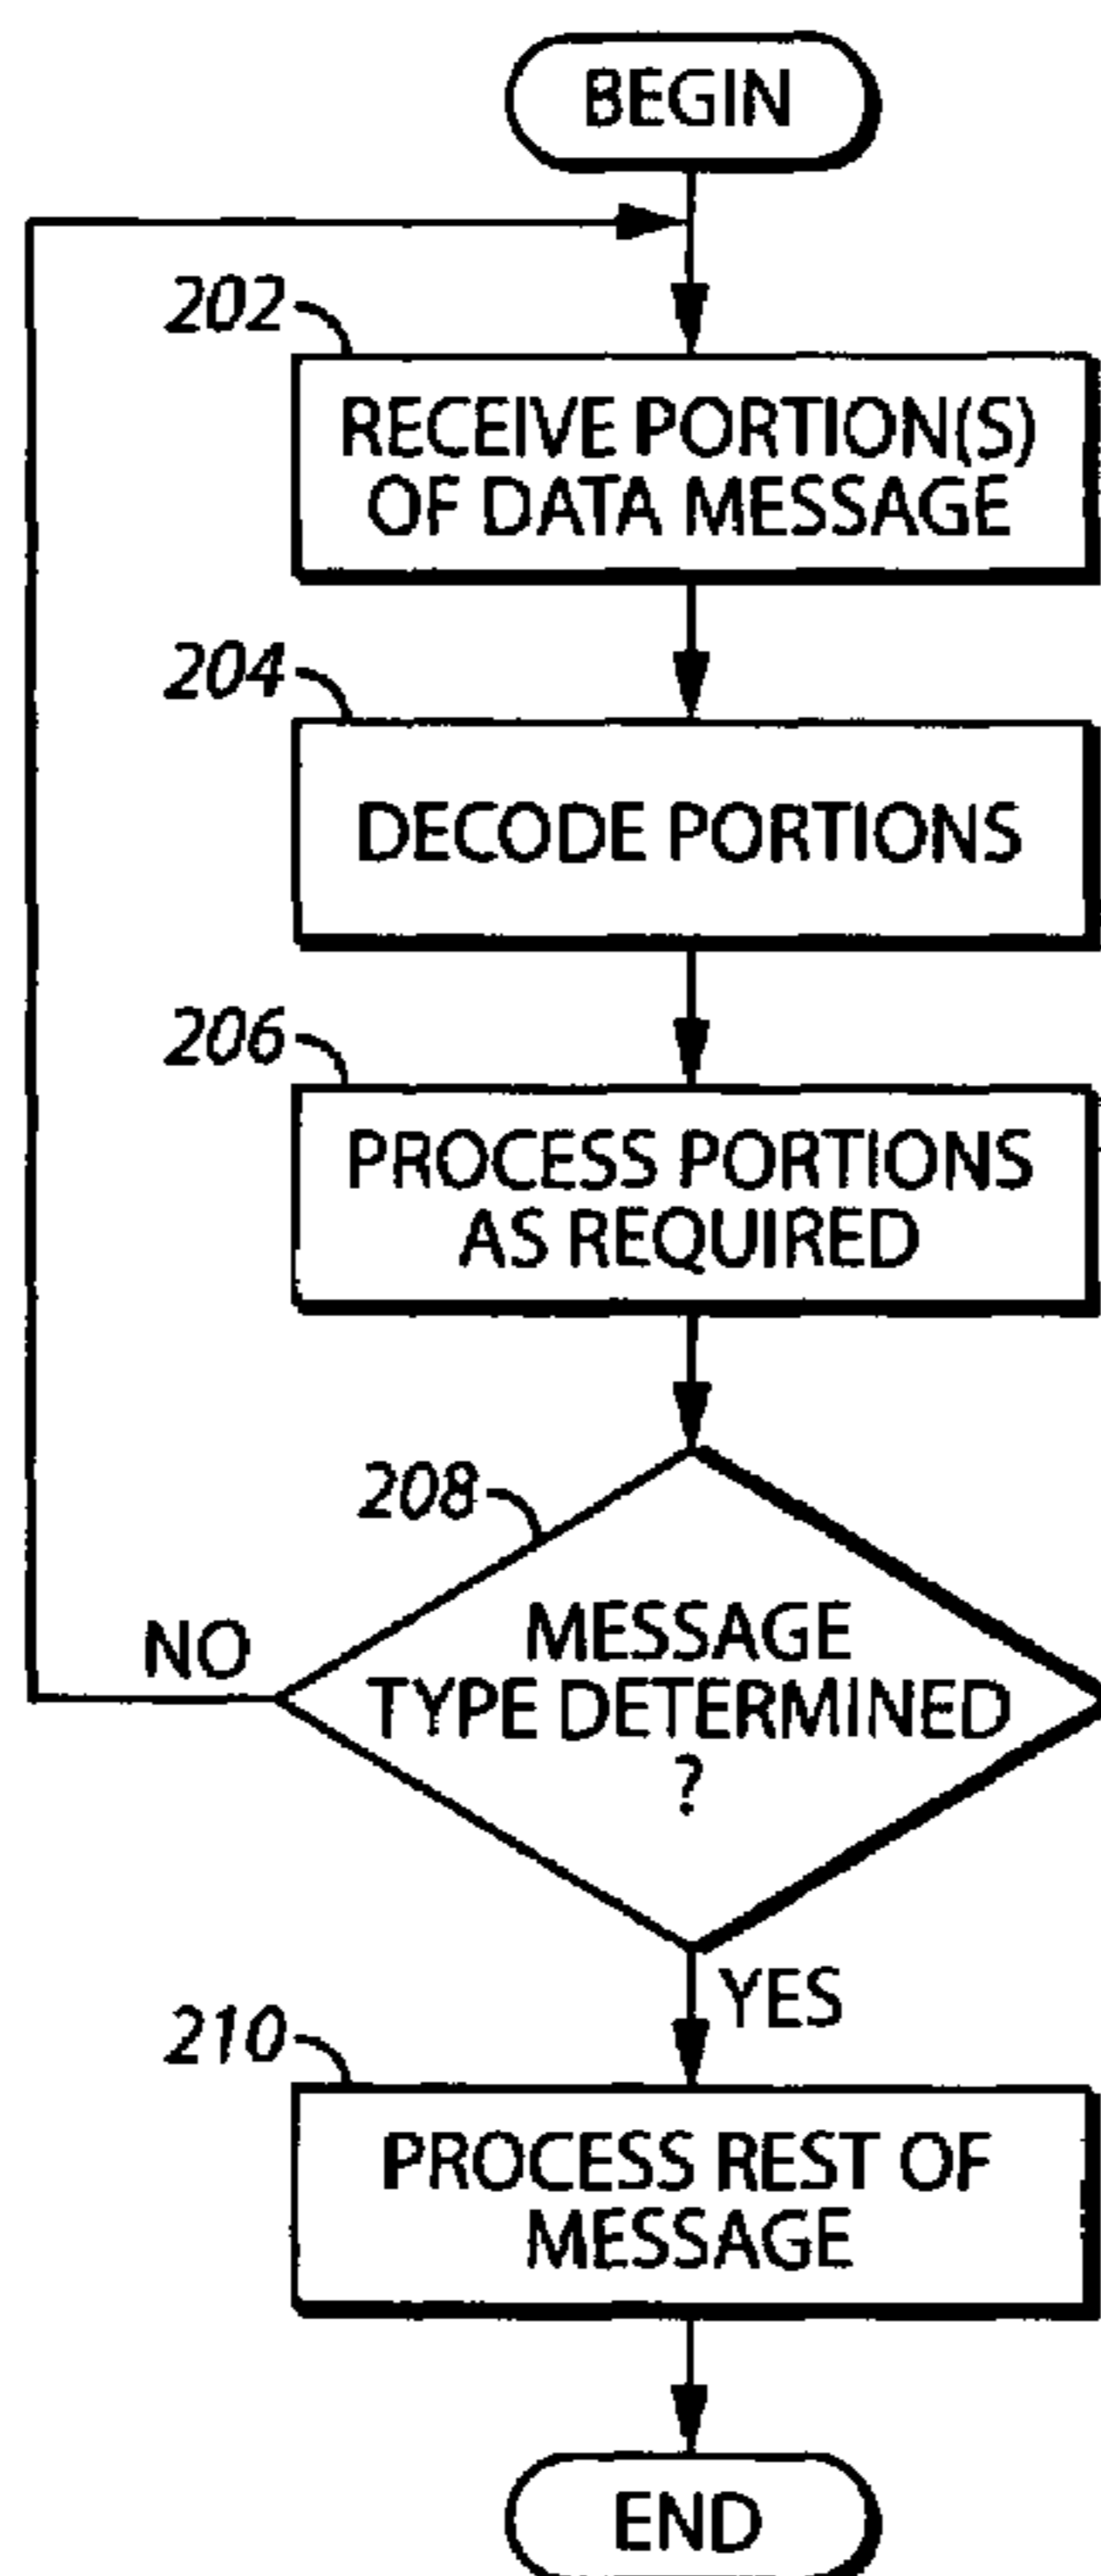 BEGIN
202
RECEIVE PORTION(S)
OF DATA MESSAGE
204
DECODE PORTIONS
206
PROCESS PORTIONS
AS REQUIRED
208
MESSAGE
TYPE DETERMINED
?
NO
YES
210
PROCESS REST OF
MESSAGE
END